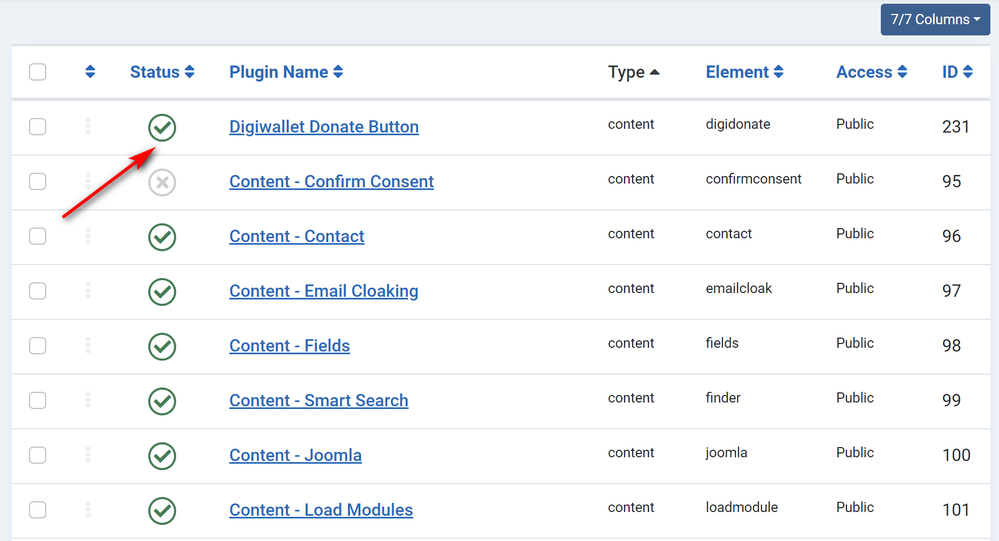 7/7 Columns
Status Plugin Name Type Element Access ID
Digiwallet Donate Button content digidonate Public 231
Content - Confirm Consent content confirmconsent Public 95
Content - Contact content contact Public 96
Content - Email Cloaking content emailcloak Public 97
Content - Fields content fields Public 98
Content - Smart Search content finder Public 99
Content - Joomla content joomla Public 100
Content - Load Modules content loadmodule Public 101